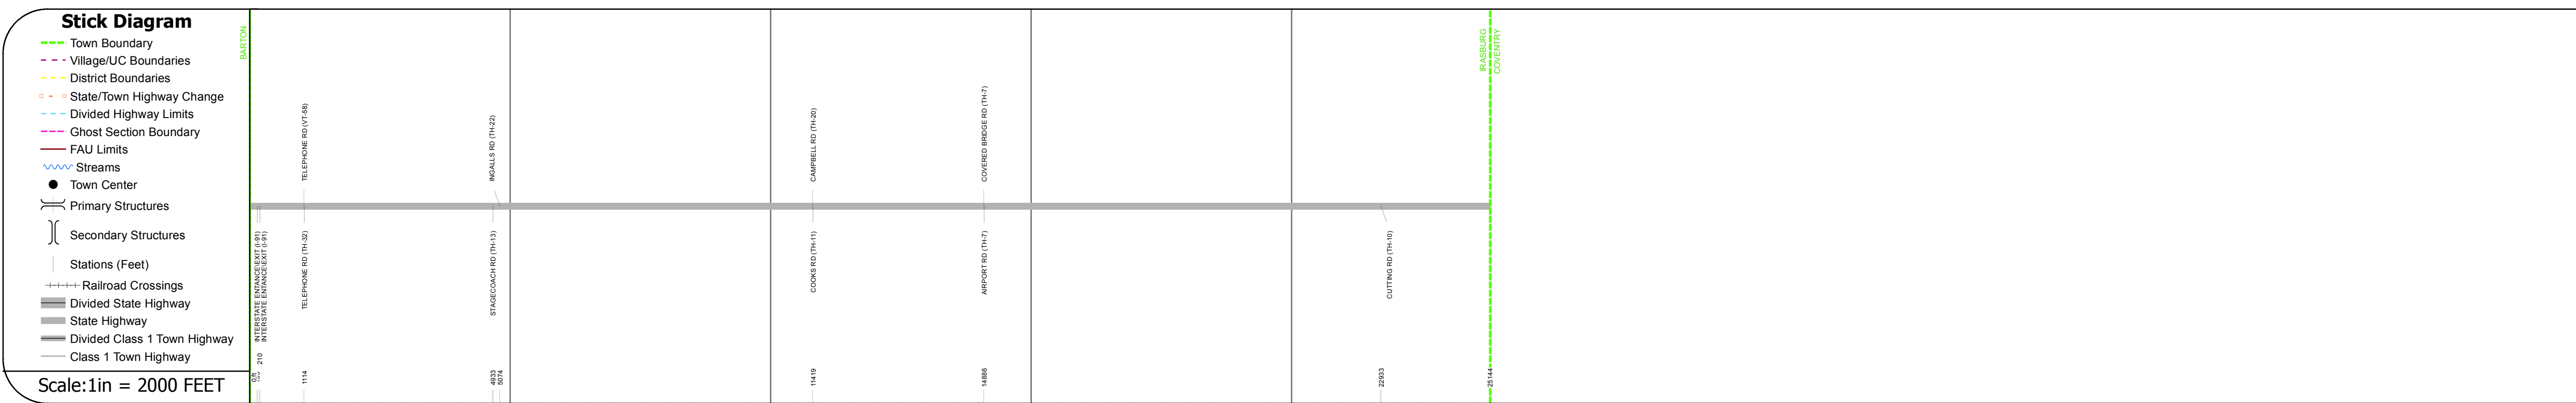 Stick Diagram
Town Boundary
Village/UC Boundaries
District Boundaries
State/Town Highway Change
Divided Highway Limits
Ghost Section Boundary
FAU Limits
Streams
Town Center
Primary Structures
Secondary Structures
Stations (Feet)
Railroad Crossings
Divided State Highway
State Highway
Divided Class 1 Town Highway
Class 1 Town Highway
Scale:1in = 2000 FEET
BARTON
IRASBURG
COVENTRY
TELEPHONE RD (VT-58)
INGALLS RD (TH-22)
CAMPBELL RD (TH-20)
COVERED BRIDGE RD (TH-7)
INTERSTATE ENTANCE\EXIT (I-91)
INTERSTATE ENTANCE\EXIT (I-91)
TELEPHONE RD (TH-32)
STAGECOACH RD (TH-13)
COOKS RD (TH-11)
AIRPORT RD (TH-7)
CUTTING RD (TH-10)
0 ft
210
1114
4933
5074
11419
14886
22933
25144